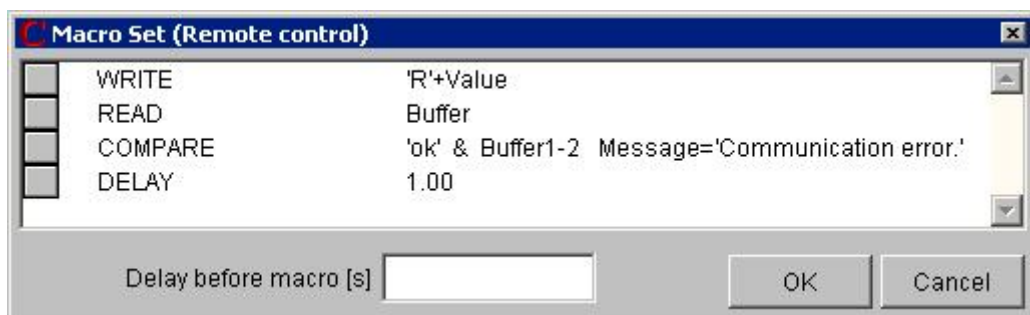 Macro Set (Remote control)
WRITE 'R'+Value
READ Buffer
COMPARE 'ok' & Buffer1-2 Message='Communication error.'
DELAY 1.00
Delay before macro [s] OK Cancel